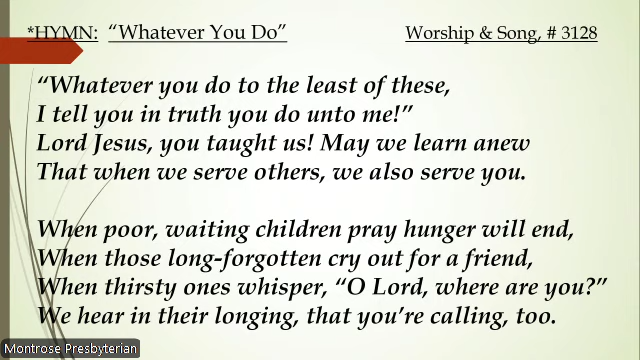 *HYMN: “Whatever You Do” Worship & Song, # 3128
“Whatever you do to the least of these,
I tell you in truth you do unto me!”
Lord Jesus, you taught us! May we learn anew
That when we serve others, we also serve you.
When poor, waiting children pray hunger will end,
When those long-forgotten cry out for a friend,
When thirsty ones whisper, “O Lord, where are you?”
We hear in their longing, that you’re calling, too.
Montrose Presbyterian